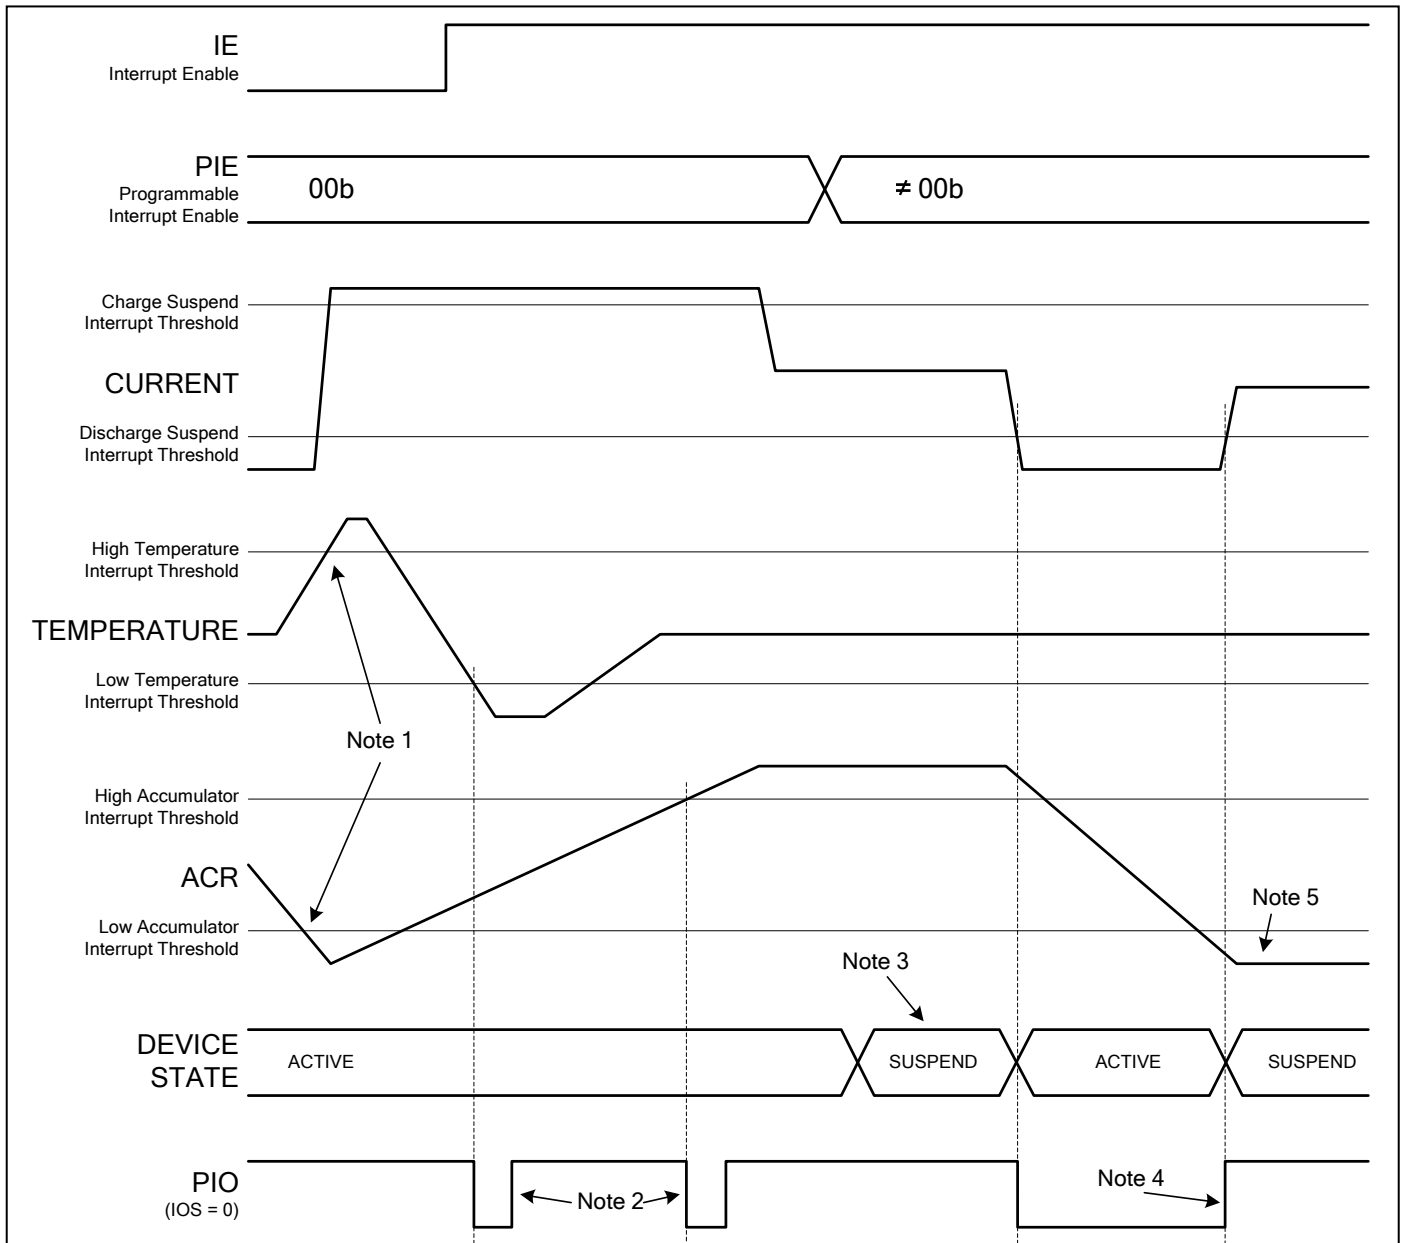 IE
Interrupt Enable
PIE
Programmable
Interrupt Enable
00b
≠ 00b
Charge Suspend
Interrupt Threshold
CURRENT
Discharge Suspend
Interrupt Threshold
High Temperature
Interrupt Threshold
TEMPERATURE
Low Temperature
Interrupt Threshold
Note 1
High Accumulator
Interrupt Threshold
ACR
Low Accumulator
Interrupt Threshold
Note 5
Note 3
DEVICE
STATE
ACTIVE
SUSPEND
ACTIVE
SUSPEND
PIO
(IOS = 0)
Note 2
Note 4